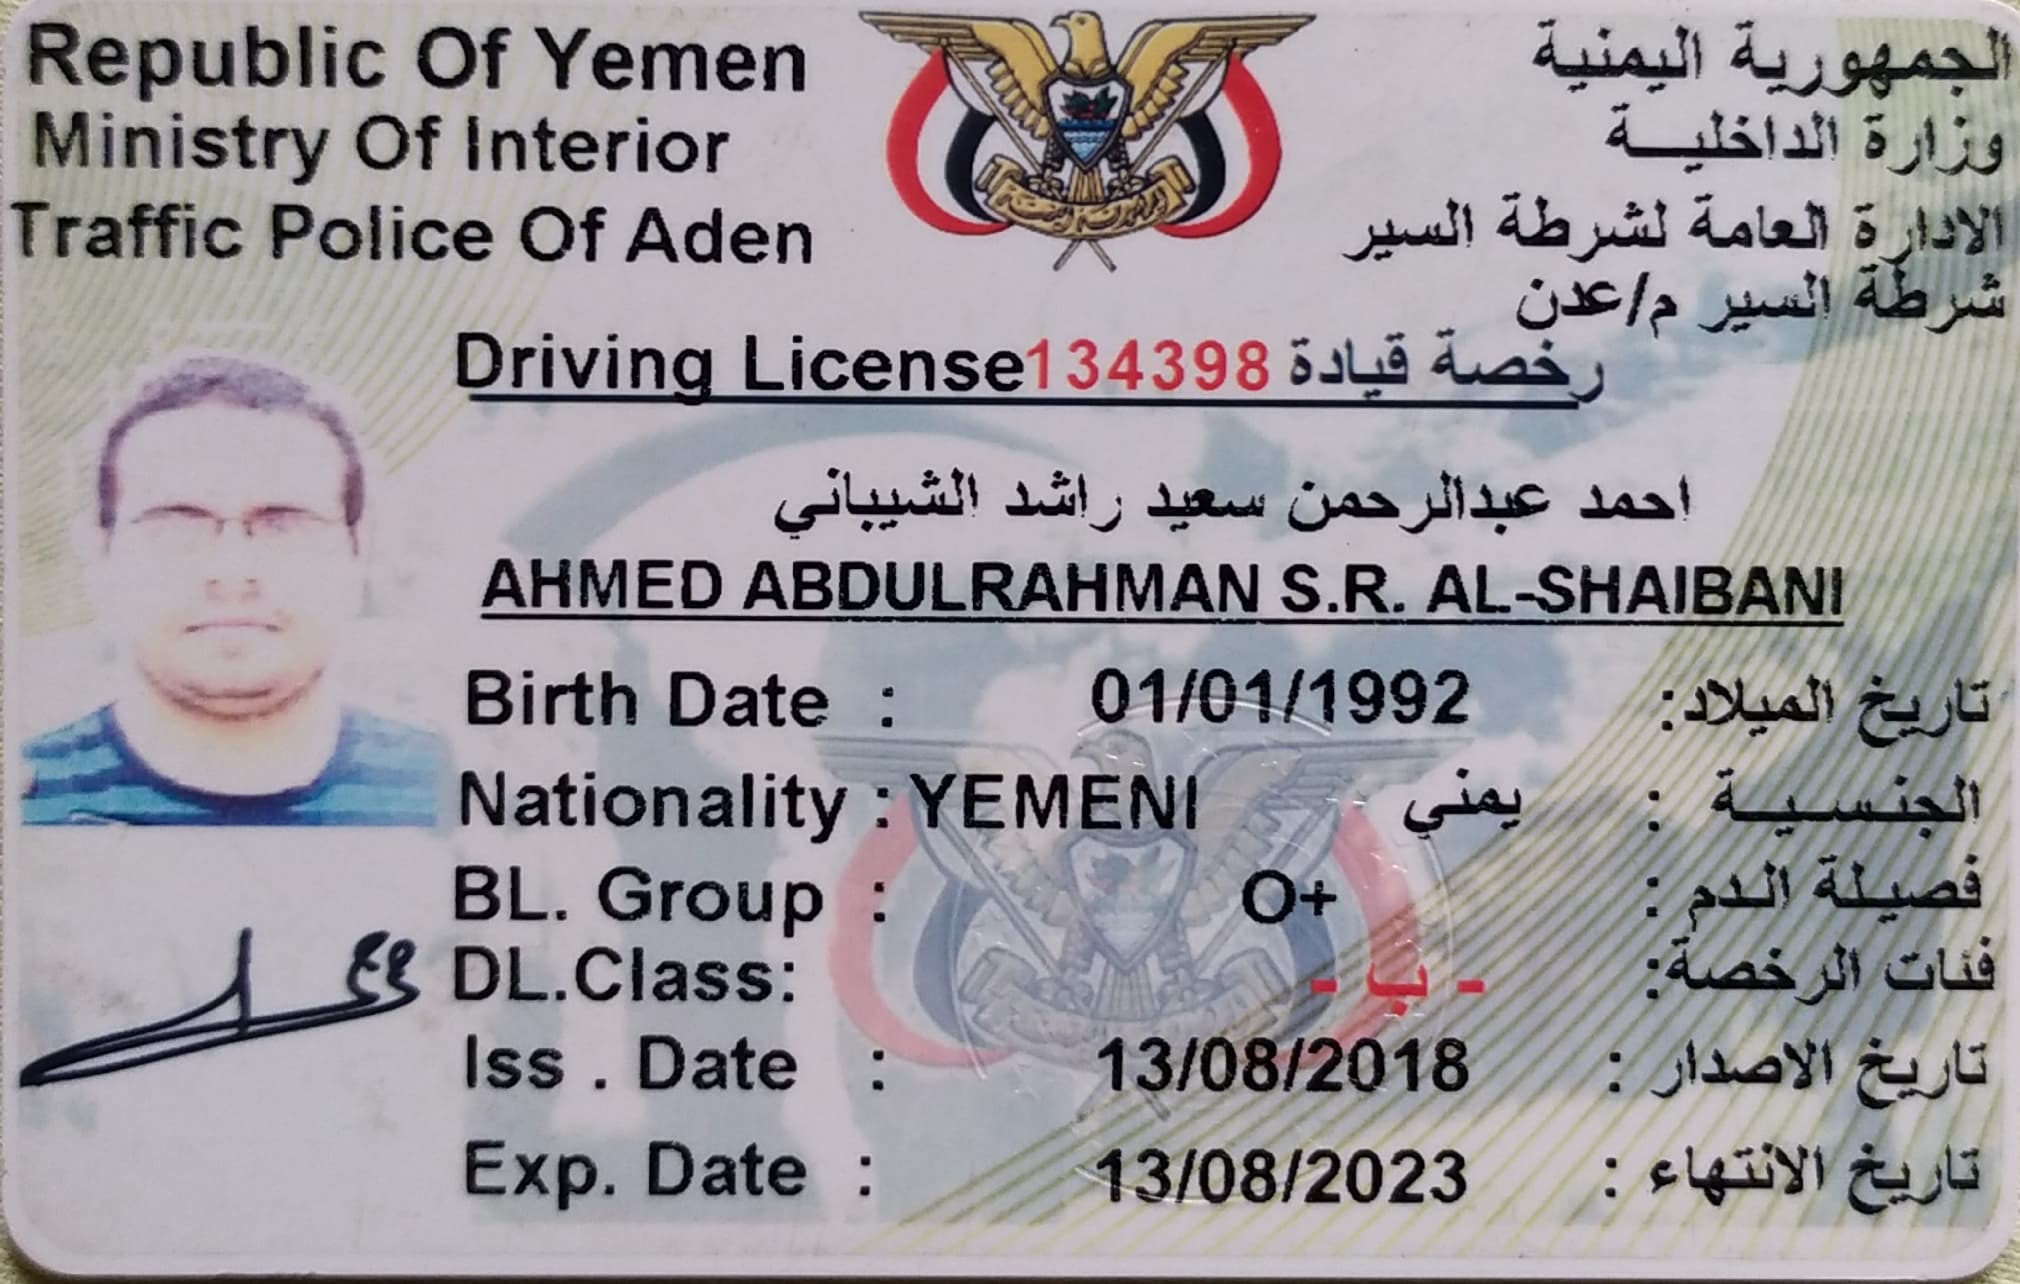 Republic Of Yemen
Ministry Of Interior
Traffic Police Of Aden
الجمهورية اليمنية
وزارة الداخليـــة
الادارة العامة لشرطة السير
شرطة السير م/عدن
Driving License 134398 رخصة قيادة
احمد عبدالرحمن سعيد راشد الشيباني
AHMED ABDULRAHMAN S.R. AL-SHAIBANI
Birth Date : 01/01/1992 تاريخ الميلاد:
Nationality : YEMENI يمني الجنسيـــة :
BL. Group : O+ فصيلة الدم :
DL.Class: - ب - فئات الرخصة:
Iss . Date : 13/08/2018 تاريخ الاصدار :
Exp. Date : 13/08/2023 تاريخ الانتهاء :